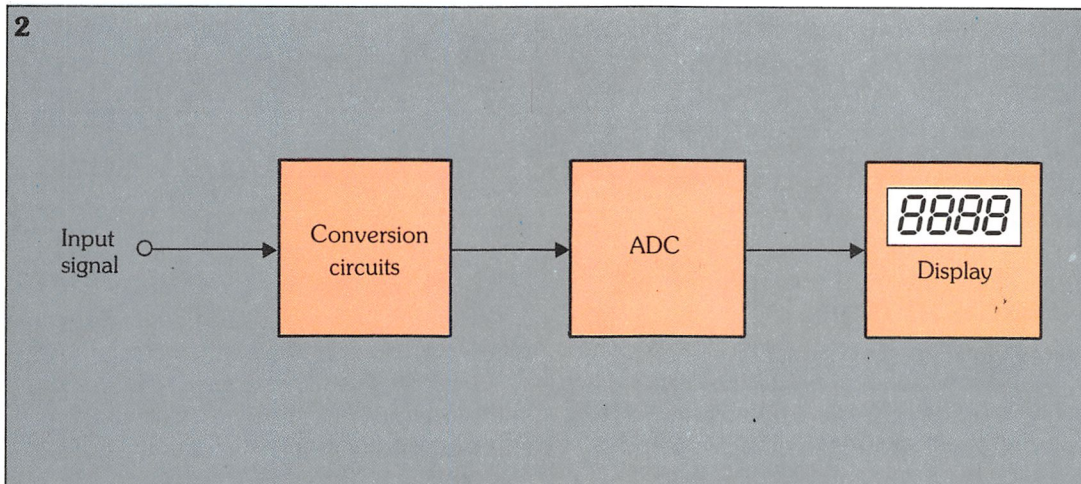 2
Input
signal
Conversion
circuits
ADC
8888
Display